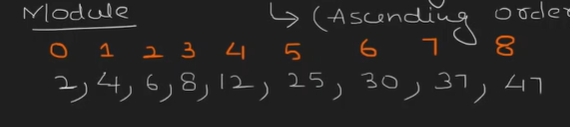 Module ↳ (Ascending order
0 1 2 3 4 5 6 7 8
2, 4, 6, 8, 12, 25, 30, 37, 47